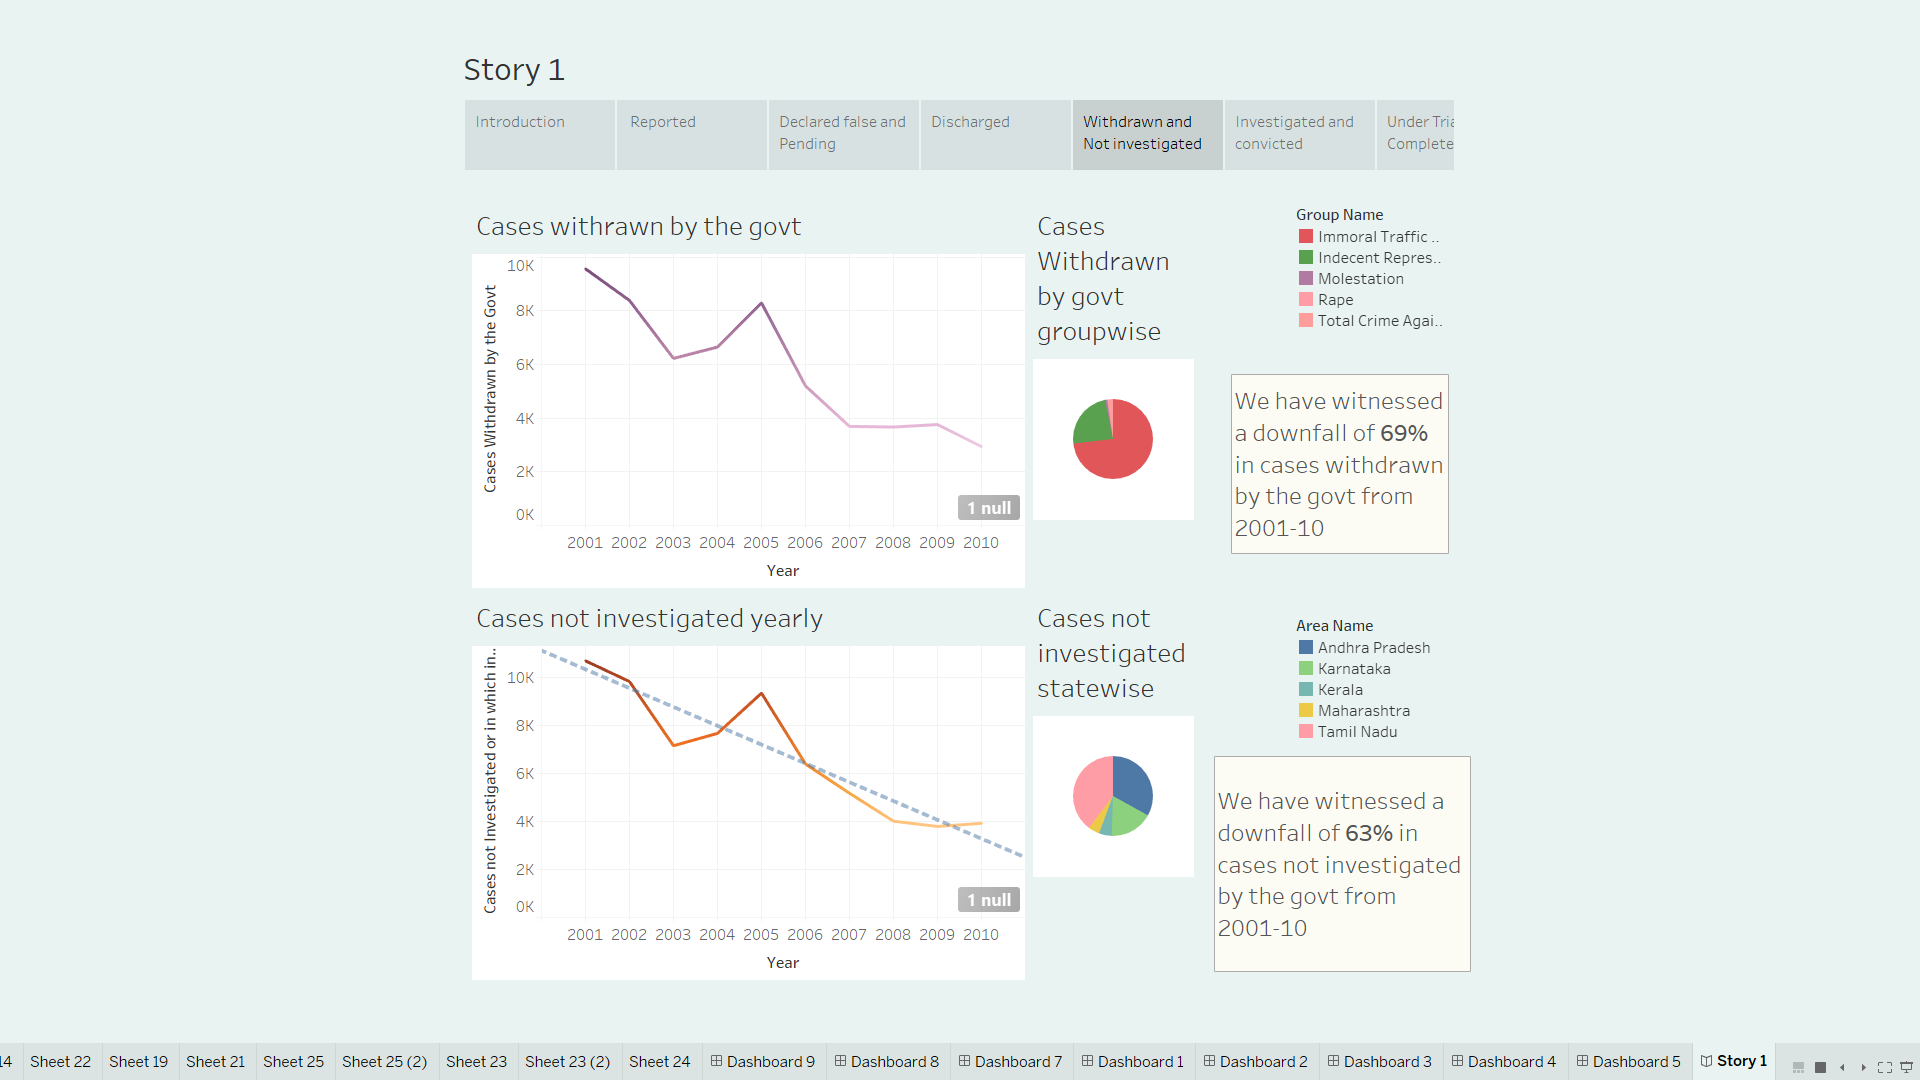 Story 1
Introduction
Reported
Declared false and
Pending
Discharged
Withdrawn and
Not investigated
Investigated and
convicted
Under Tria
Complete
Cases withrawn by the govt
Cases Withdrawn by the Govt
10K
8K
6K
4K
2K
0K
1 null
2001 2002 2003 2004 2005 2006 2007 2008 2009 2010
Year
Cases
Withdrawn
by govt
groupwise
Group Name
Immoral Traffic ..
Indecent Repres..
Molestation
Rape
Total Crime Agai..
We have witnessed
a downfall of 69%
in cases withdrawn
by the govt from
2001-10
Cases not investigated yearly
Cases not Investigated or in which in..
10K
8K
6K
4K
2K
0K
1 null
2001 2002 2003 2004 2005 2006 2007 2008 2009 2010
Year
Cases not
investigated
statewise
Area Name
Andhra Pradesh
Karnataka
Kerala
Maharashtra
Tamil Nadu
We have witnessed a
downfall of 63% in
cases not investigated
by the govt from
2001-10
14 Sheet 22 Sheet 19 Sheet 21 Sheet 25 Sheet 25 (2) Sheet 23 Sheet 23 (2) Sheet 24 Dashboard 9 Dashboard 8 Dashboard 7 Dashboard 1 Dashboard 2 Dashboard 3 Dashboard 4 Dashboard 5 Story 1